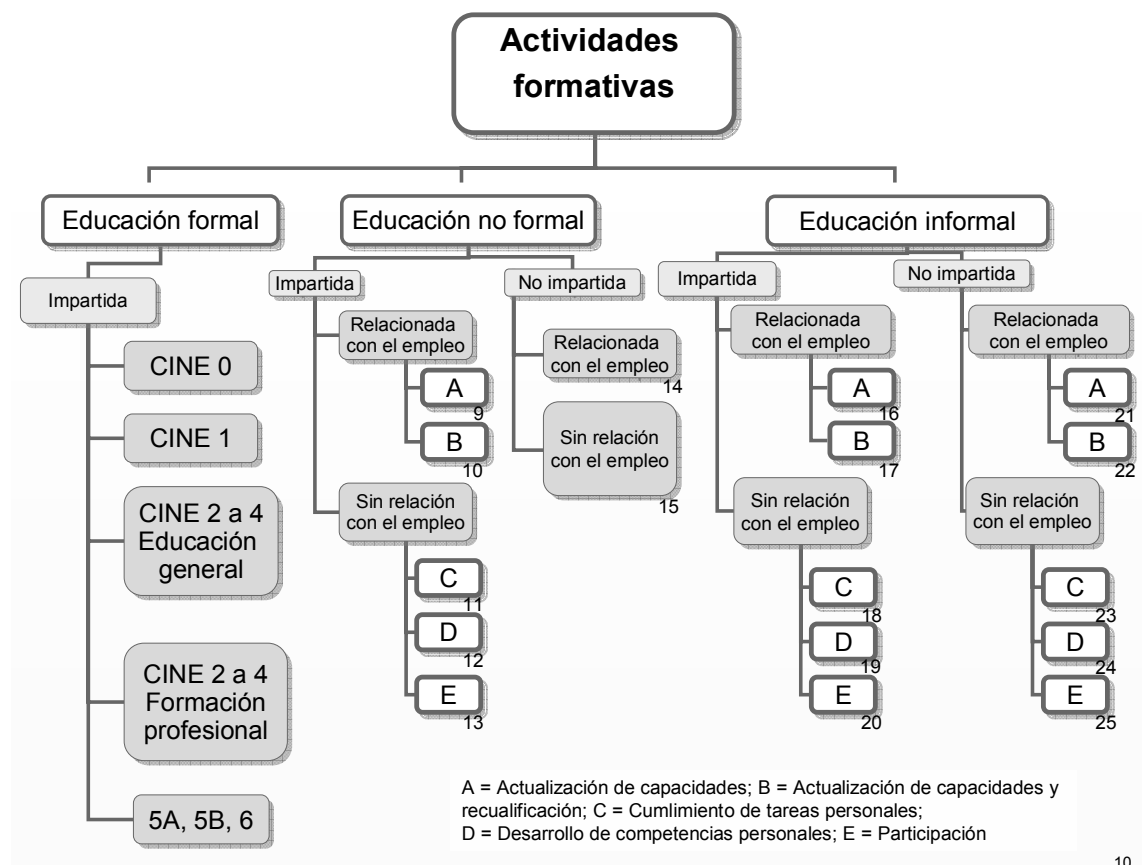 Actividades
formativas
Educación formal
Educación no formal
Educación informal
Impartida
Impartida
No impartida
Impartida
No impartida
CINE 0
CINE 1
CINE 2 a 4
Educación
general
CINE 2 a 4
Formación
profesional
5A, 5B, 6
Relacionada
con el empleo
A
9
B
10
Sin relación
con el empleo
C
11
D
12
E
13
Relacionada
con el empleo
14
Sin relación
con el empleo
15
Relacionada
con el empleo
A
16
B
17
Sin relación
con el empleo
C
18
D
19
E
20
Relacionada
con el empleo
A
21
B
22
Sin relación
con el empleo
C
23
D
24
E
25
A = Actualización de capacidades; B = Actualización de capacidades y
recualificación; C = Cumlimiento de tareas personales;
D = Desarrollo de competencias personales; E = Participación
10